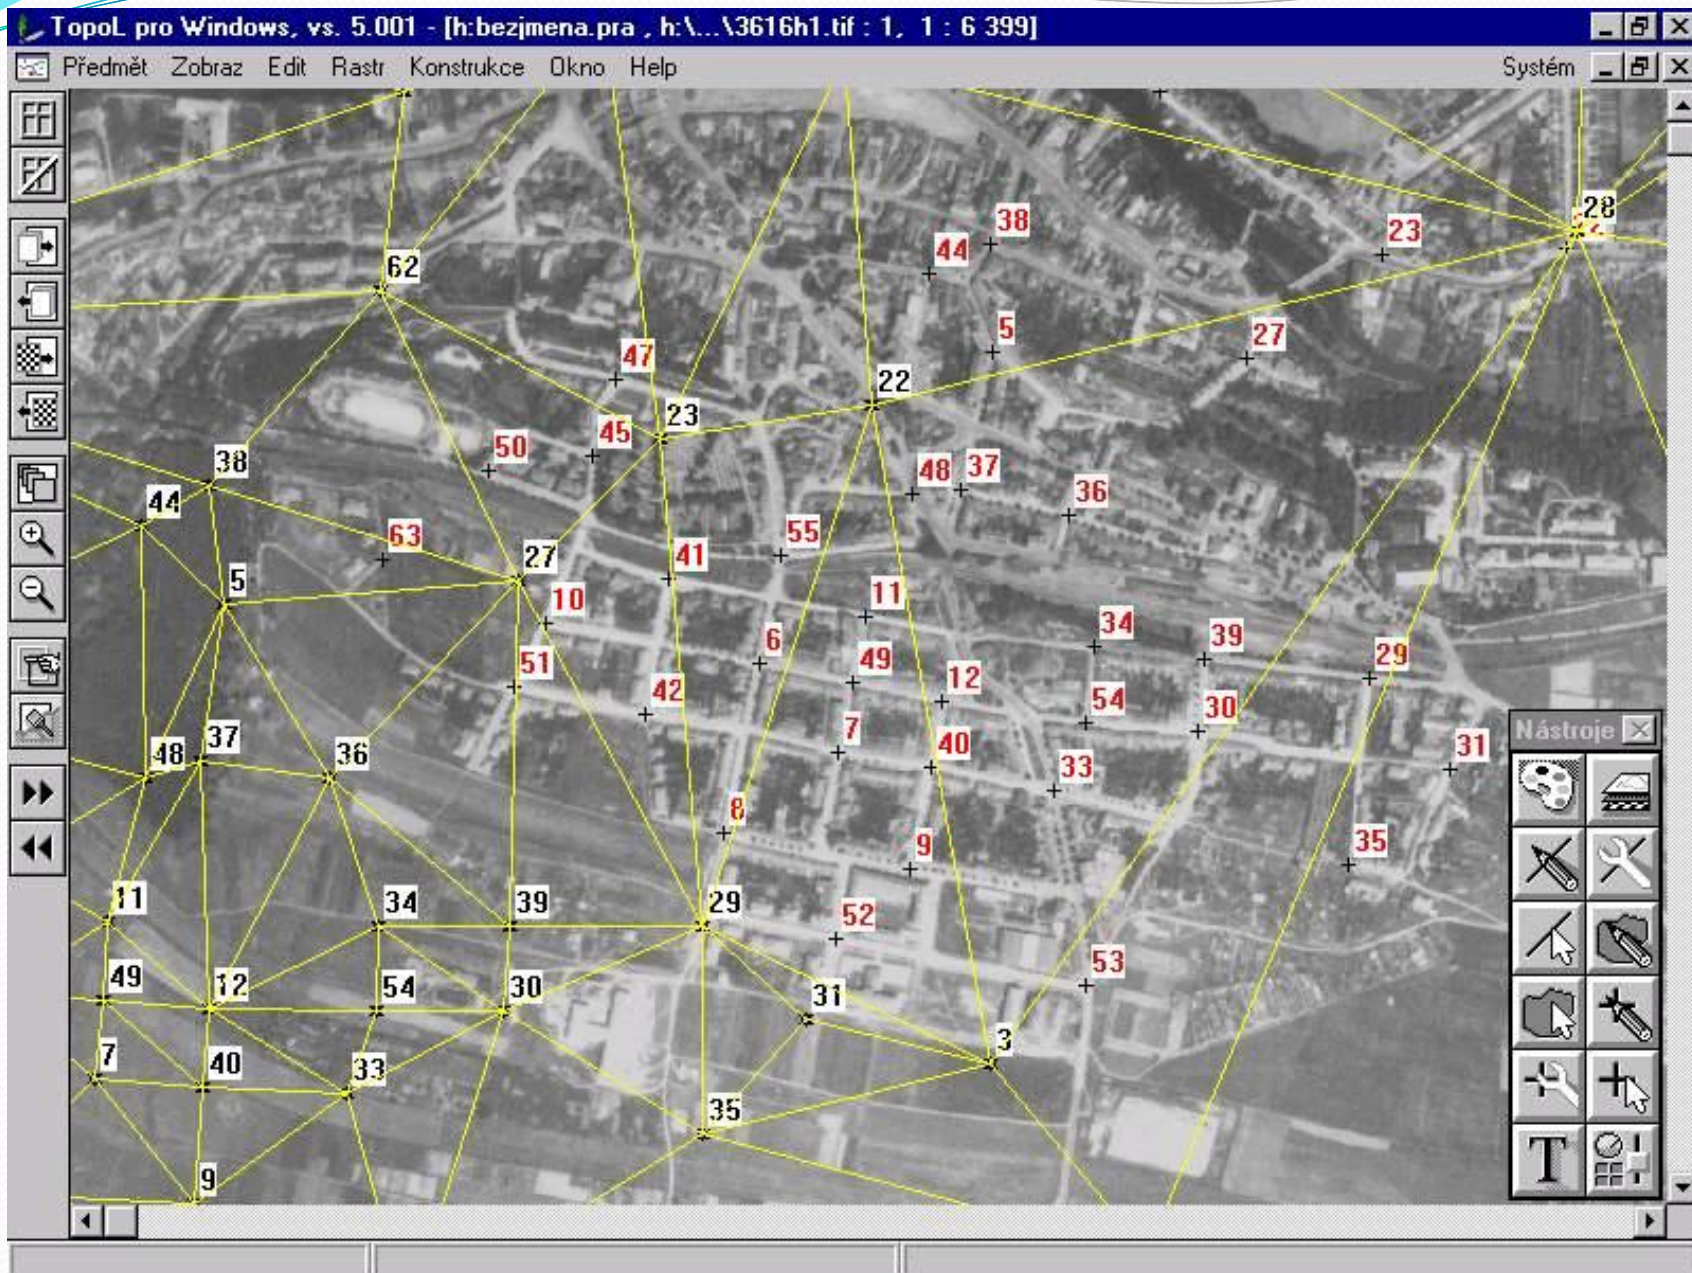 TopoL pro Windows, vs. 5.001 - [h:bezjmena.pra , h:\...\3616h1.tif : 1, 1 : 6 399]
Předmět Zobraz Edit Rastr Konstrukce Okno Help Systém
28
38 23
44
62
5 27
47
22
23
45
50 38 48 37
36
44
63 55
27 41
5
10 11
34 39
6 49 29
51 12
42 54 30
Nástroje
37 7 40 31
48 36 33
8
9 35
11 34 39 29
52
53
49 12 54 30 31
3
7 40 33
35
9
T